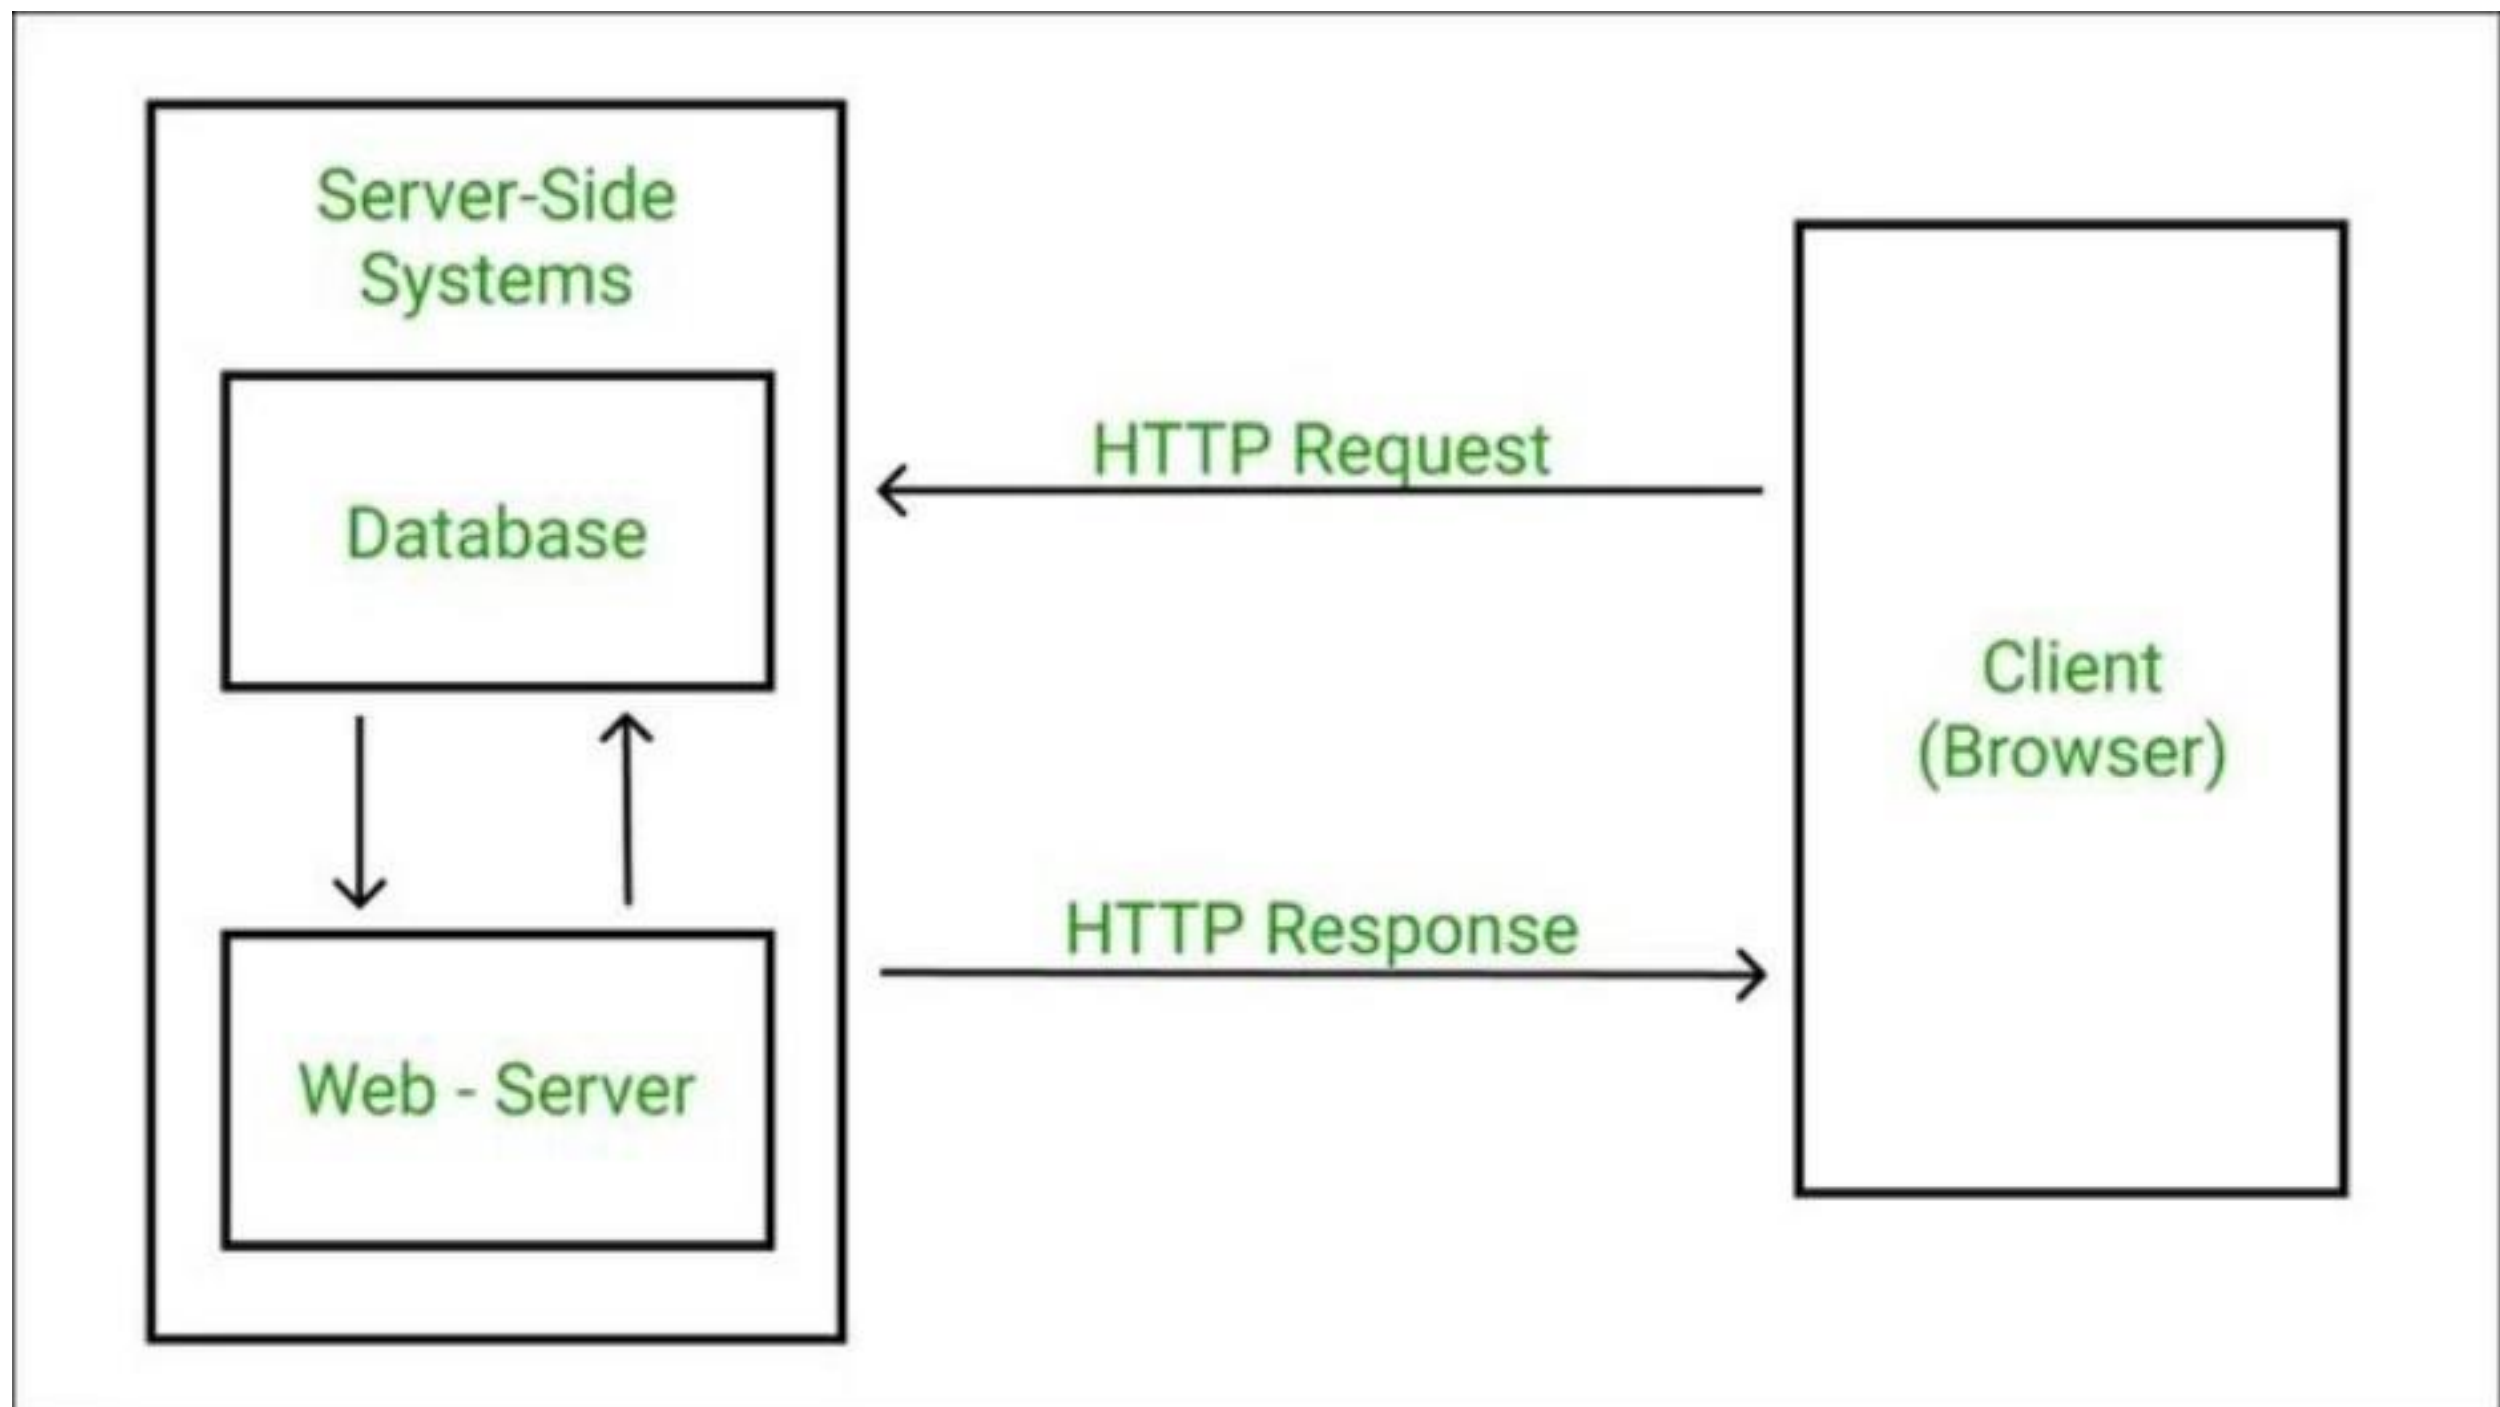 Server-Side
Systems
Database
Web - Server
HTTP Request
HTTP Response
Client
(Browser)